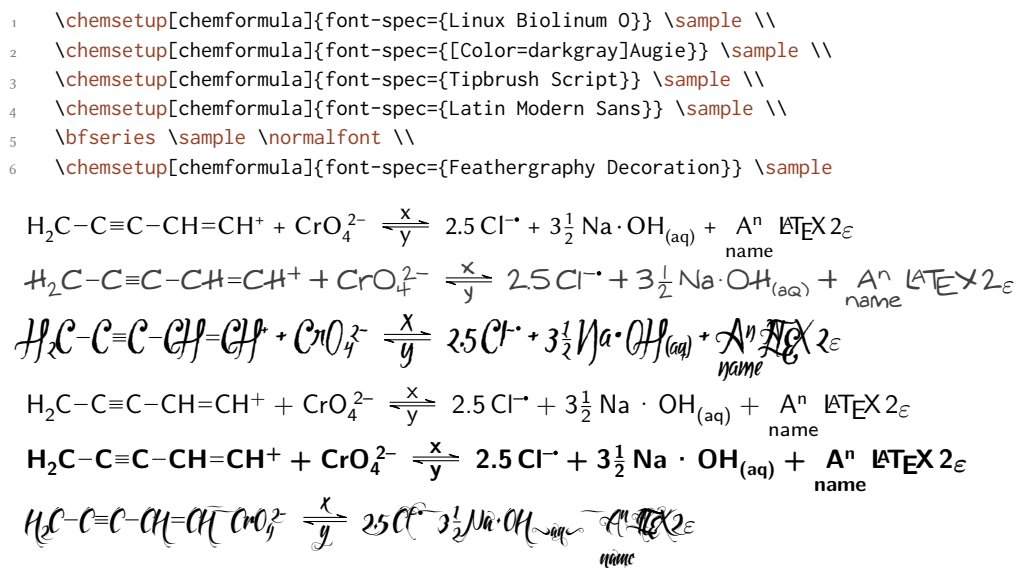 1 \chemsetup[chemformula]{font-spec={Linux Biolinum O}} \sample \\
2 \chemsetup[chemformula]{font-spec={[Color=darkgray]Augie}} \sample \\
3 \chemsetup[chemformula]{font-spec={Tipbrush Script}} \sample \\
4 \chemsetup[chemformula]{font-spec={Latin Modern Sans}} \sample \\
5 \bfseries \sample \normalfont \\
6 \chemsetup[chemformula]{font-spec={Feathergraphy Decoration}} \sample
H₂C−C≡C−CH=CH⁺ + CrO₄²⁻ x ⇌ y 2.5 Cl⁻• + 3½ Na·OH(aq) + Aⁿ name LATEX 2ε
H₂C−C≡C−CH=CH⁺ + CrO₄²⁻ x ⇌ y 2.5 Cl⁻• + 3½ Na·OH(aq) + Aⁿ name LATEX 2ε
H₂C−C≡C−CH=CH⁺ + CrO₄²⁻ x ⇌ y 2.5 Cl⁻• + 3½ Na·OH(aq) + Aⁿ name LATEX 2ε
H₂C−C≡C−CH=CH⁺ + CrO₄²⁻ x ⇌ y 2.5 Cl⁻• + 3½ Na · OH(aq) + Aⁿ name LATEX 2ε
H₂C−C≡C−CH=CH⁺ + CrO₄²⁻ x ⇌ y 2.5 Cl⁻• + 3½ Na · OH(aq) + Aⁿ name LATEX 2ε
H₂C−C≡C−CH=CH CrO₄²⁻ x ⇌ y 2.5 Cl⁻• 3½ Na·OH aq Aⁿ name LATEX 2ε